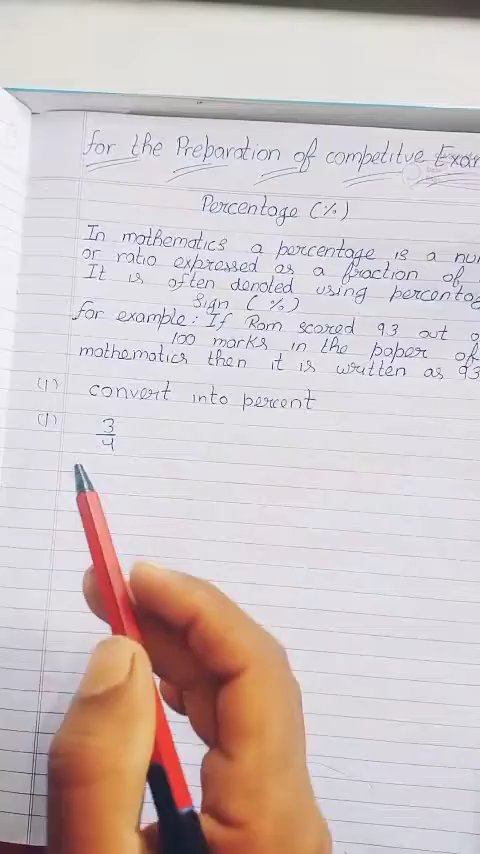 for the Preparation of competitve
Percentage (%)
In mathematics a percentage is a
or ratio expressed as a fraction of
It is often denoted using
Sign (%)
for example: If Ram scored 93 out
100 marks in the paper of
mathematics then it is written as 93
(1) convert into percent
(1) 3/4